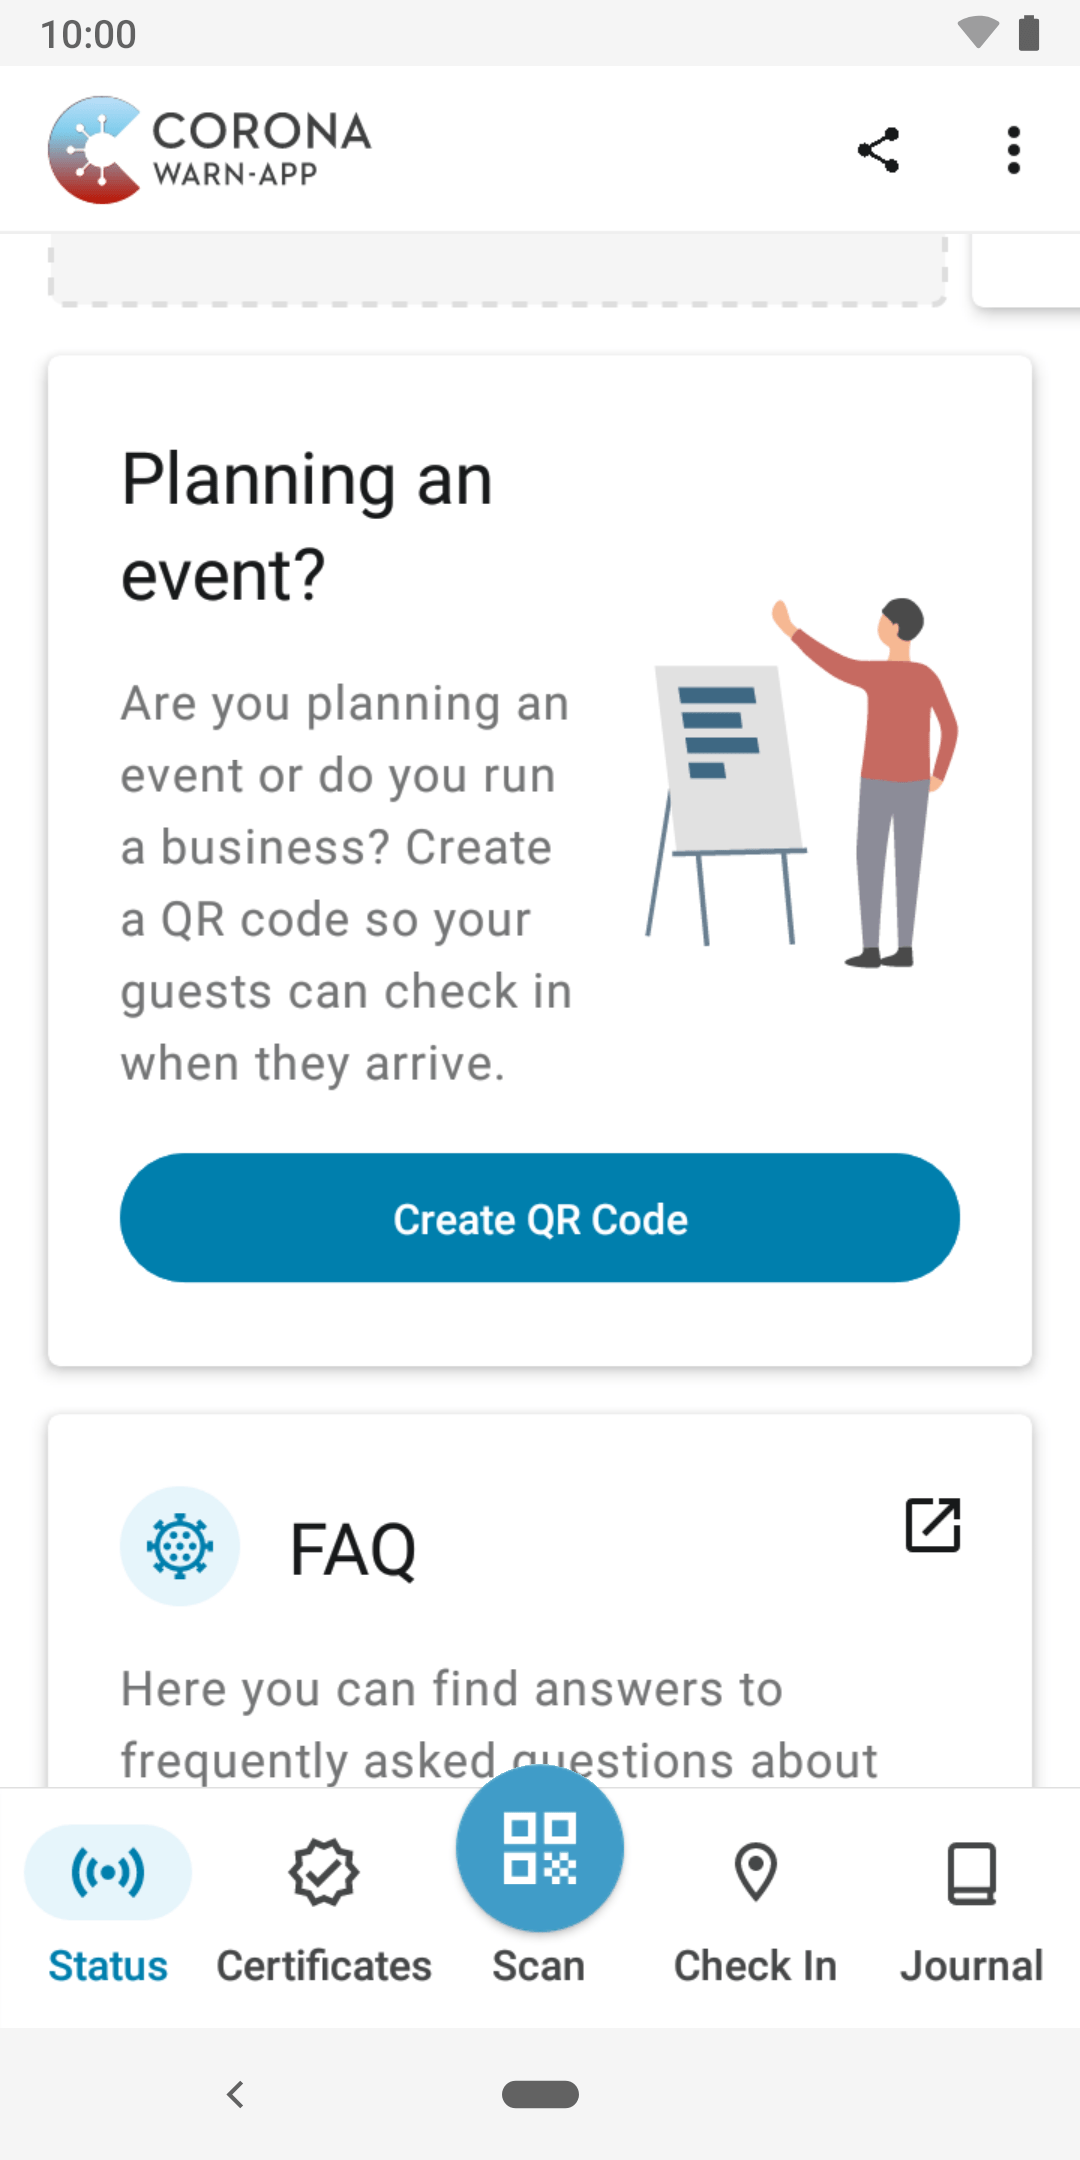 10:00
CORONA
WARN-APP
Planning an
event?
Are you planning an
event or do you run
a business? Create
a QR code so your
guests can check in
when they arrive.
Create QR Code
FAQ
Here you can find answers to
frequently asked questions about
Status
Certificates
Scan
Check In
Journal